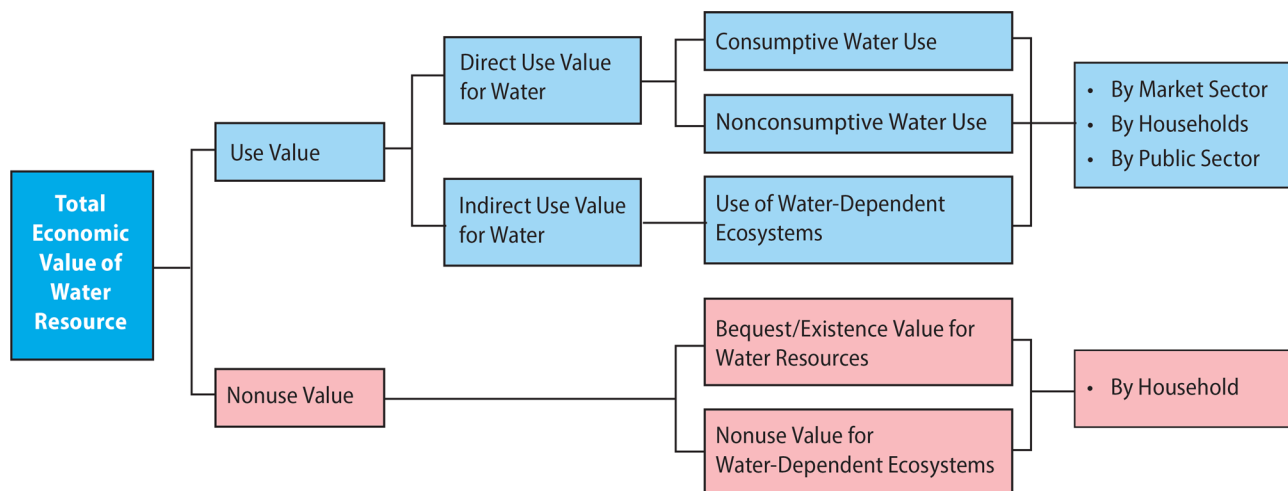 Total
Economic
Value of
Water
Resource
Use Value
Nonuse Value
Direct Use Value
for Water
Indirect Use Value
for Water
Consumptive Water Use
Nonconsumptive Water Use
Use of Water-Dependent
Ecosystems
Bequest/Existence Value for
Water Resources
Nonuse Value for
Water-Dependent Ecosystems
• By Market Sector
• By Households
• By Public Sector
• By Household